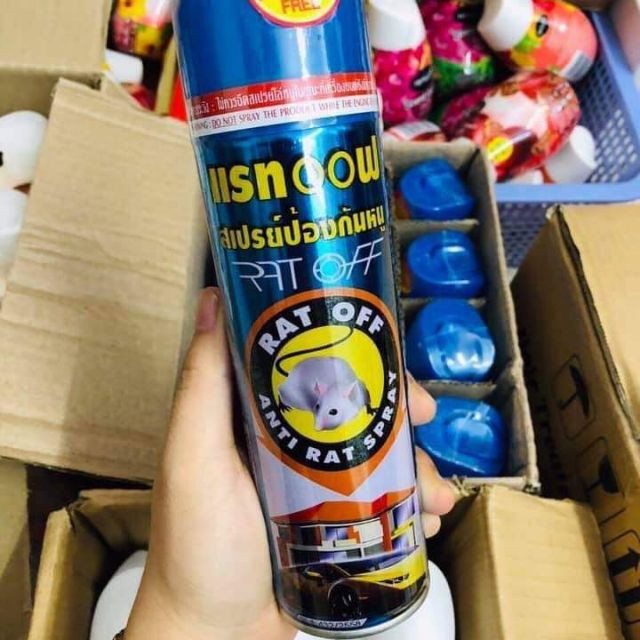 FREE
WARNING: DO NOT SPRAY THE PRODUCT WHILE THE ENGINE
แรทออฟ
สเปรย์ป้องกันหนู
RAT OFF
RAT OFF
ANTI RAT SPRAY